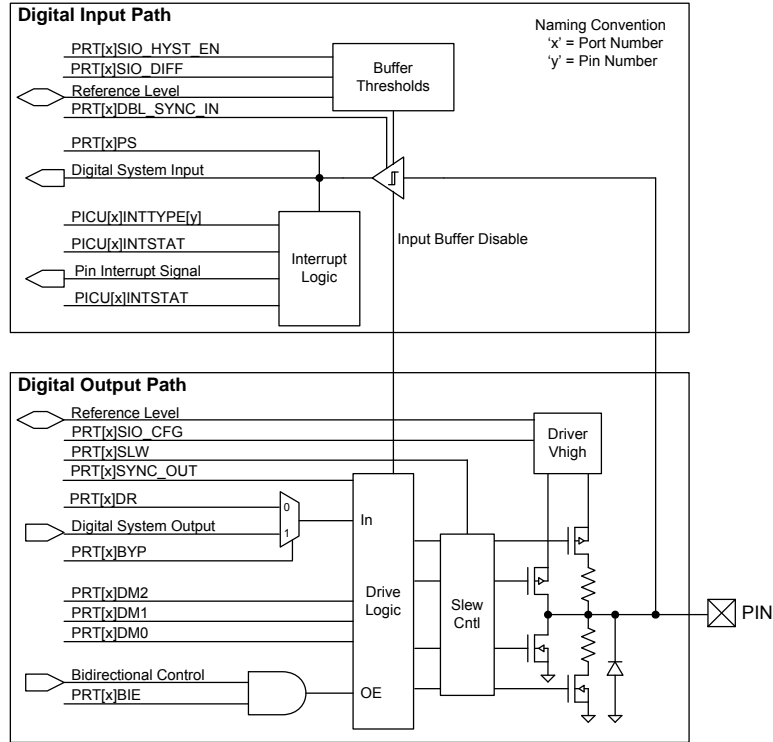 Digital Input Path
Naming Convention
‘x’ = Port Number
‘y’ = Pin Number
PRT[x]SIO_HYST_EN
PRT[x]SIO_DIFF
Reference Level
PRT[x]DBL_SYNC_IN
Buffer
Thresholds
PRT[x]PS
Digital System Input
PICU[x]INTTYPE[y]
PICU[x]INTSTAT
Pin Interrupt Signal
PICU[x]INTSTAT
Interrupt
Logic
Input Buffer Disable
Digital Output Path
Reference Level
PRT[x]SIO_CFG
PRT[x]SLW
PRT[x]SYNC_OUT
Driver
Vhigh
PRT[x]DR
Digital System Output
PRT[x]BYP
0
1
In
PRT[x]DM2
PRT[x]DM1
PRT[x]DM0
Drive
Logic
Slew
Cntl
PIN
Bidirectional Control
PRT[x]BIE
OE